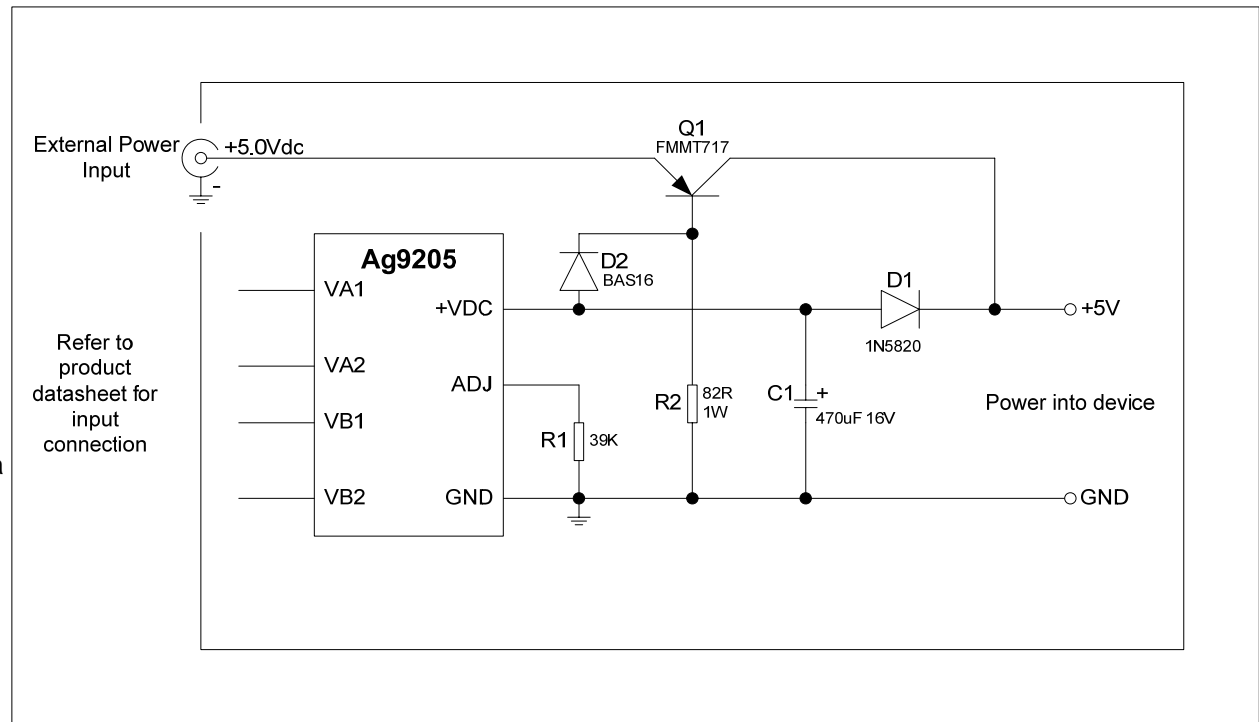 External Power
Input
+5.0Vdc
-
Q1
FMMT717
Ag9205
VA1
VA2
VB1
VB2
+VDC
ADJ
GND
Refer to
product
datasheet for
input
connection
D2
BAS16
D1
1N5820
+5V
R2
82R
1W
C1
+
470uF 16V
Power into device
R1
39K
GND